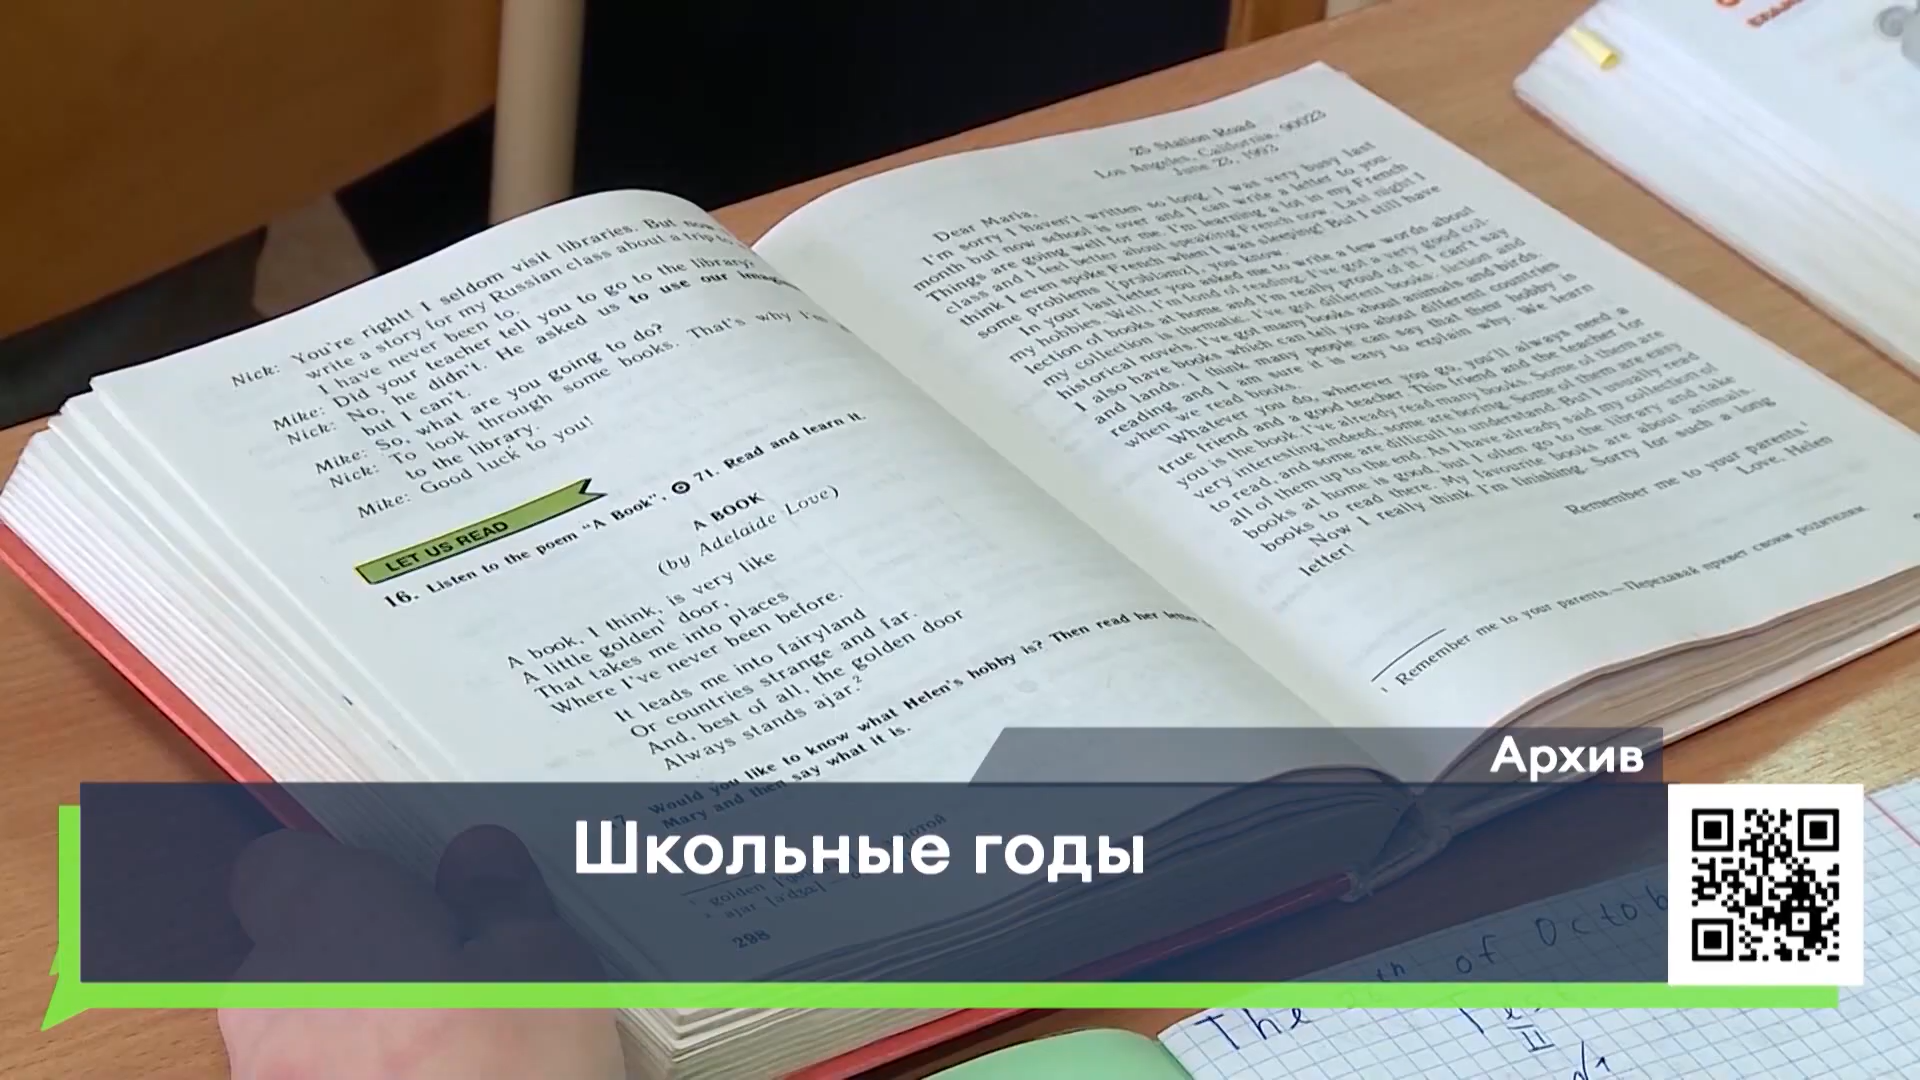 Nick: You're right! I seldom visit libraries. But now
write a story for my Russian class about a trip to
I have never been to.
Mike: Did your teacher tell you to go to the library?
Nick: No, he didn't. He asked us to use our
but I can't.
Mike: So, what are you going to do?
Nick: To look through some books. That's why I'm
to the library.
Mike: Good luck to you!
LET US READ
16. Listen to the poem "A Book", 71. Read and learn it.
A BOOK
(by Adelaide Love)
A book, I think, is very like
A little golden¹ door,
That takes me into places
Where I've never been before.
It leads me into fairyland
Or countries strange and far.
And, best of all, the golden door
Always stands ajar.²
17 Would you like to know what Helen's hobby is? Then read her letter
Mary and then say what it is.
¹ golden
² ajar
298
25 Station Road
Los Angeles, California, 90023
June 23, 1993
Dear Maria,
I'm sorry I haven't written so long. I was very busy last
month but now school is over and I can write a letter to you.
Things are going well for me. I'm learning a lot in my French
class and I feel better about speaking French now. Last night I
think I even spoke French when I was sleeping! But I still have
some problems ['prɒbləmz], you know.
In your last letter you asked me to write a few words about
my hobbies. Well, I'm fond of reading. I've got a very good col-
lection of books at home and I'm really proud of it. I can't say
my collection is thematic. I've got different books: fiction and
historical novels. I've got many books about animals and birds.
I also have books which can tell you about different countries
and lands. I think many people can say that their hobby is
reading and I am sure it is easy to explain why. We learn
when we read books.
Whatever you do, wherever you go, you'll always need a
true friend and a good teacher. This friend and the teacher for
you is the book. I've already read many books. Some of them are
very interesting indeed, some are boring. Some of them are easy
to read, and some are difficult to understand. But I usually read
all of them up to the end. As I have already said my collection of
books at home is good, but I often go to the library and take
books to read there. My favourite books are about animals.
Now I really think I'm finishing. Sorry for such a long
letter!
Remember me to your parents.¹
Love, Helen
¹ Remember me to your parents.—Передавай привет своим родителям.
Архив
Школьные годы
The th of Octob